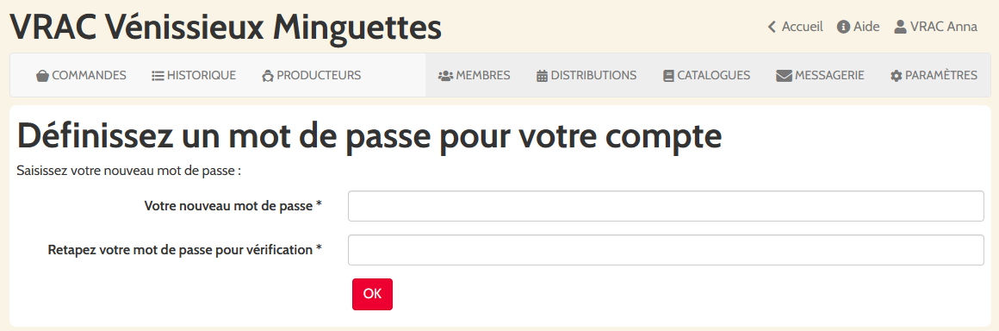 VRAC Vénissieux Minguettes
Accueil Aide VRAC Anna
COMMANDES HISTORIQUE PRODUCTEURS MEMBRES DISTRIBUTIONS CATALOGUES MESSAGERIE PARAMÈTRES
Définissez un mot de passe pour votre compte
Saisissez votre nouveau mot de passe :
Votre nouveau mot de passe *
Retapez votre mot de passe pour vérification *
OK